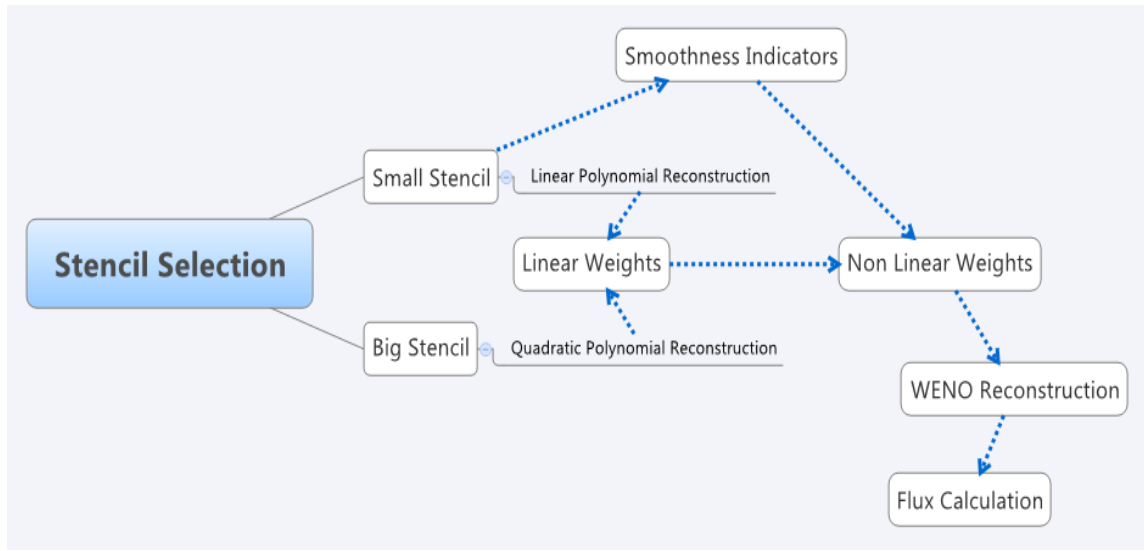 Smoothness Indicators
Small Stencil
Linear Polynomial Reconstruction
Stencil Selection
Linear Weights
Non Linear Weights
Big Stencil
Quadratic Polynomial Reconstruction
WENO Reconstruction
Flux Calculation